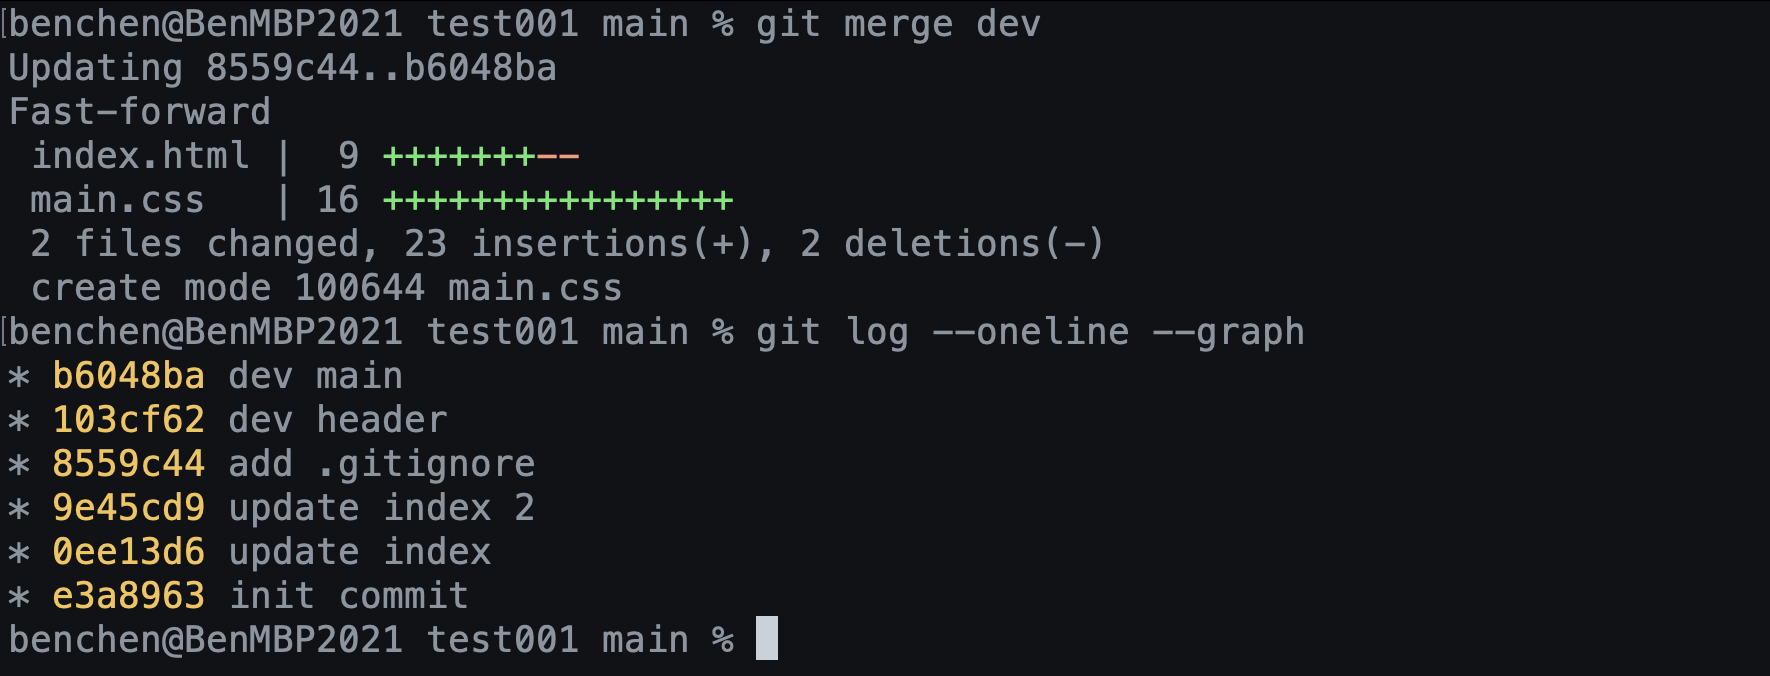 [benchen@BenMBP2021 test001 main % git merge dev
Updating 8559c44..b6048ba
Fast-forward
 index.html |  9 +++++++--
 main.css   | 16 ++++++++++++++++
 2 files changed, 23 insertions(+), 2 deletions(-)
 create mode 100644 main.css
[benchen@BenMBP2021 test001 main % git log --oneline --graph
* b6048ba dev main
* 103cf62 dev header
* 8559c44 add .gitignore
* 9e45cd9 update index 2
* 0ee13d6 update index
* e3a8963 init commit
benchen@BenMBP2021 test001 main %